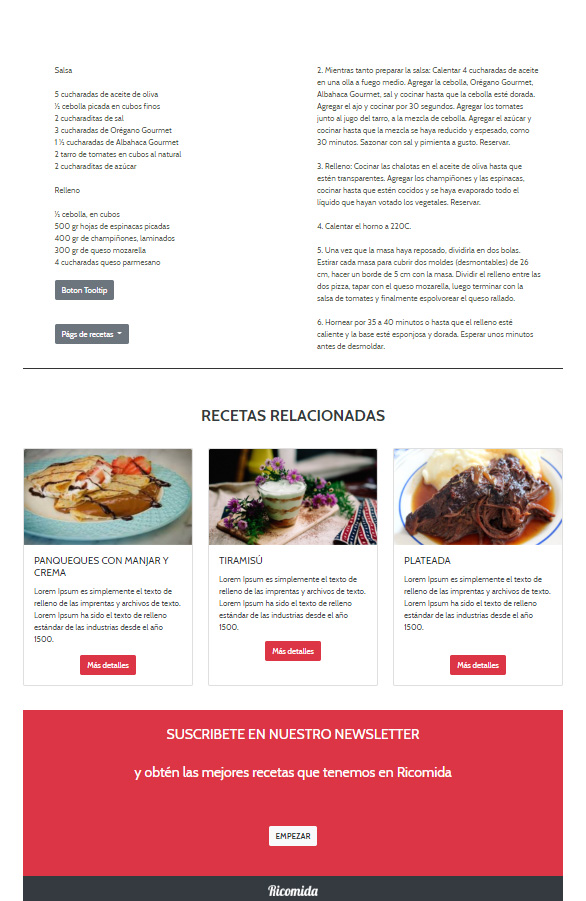 Salsa
5 cucharadas de aceite de oliva
½ cebolla picada en cubos finos
2 cucharaditas de sal
3 cucharadas de Orégano Gourmet
1 ½ cucharadas de Albahaca Gourmet
2 tarro de tomates en cubos al natural
2 cucharaditas de azúcar
Relleno
½ cebolla, en cubos
500 gr hojas de espinacas picadas
400 gr de champiñones, laminados
300 gr de queso mozarella
4 cucharadas queso parmesano
Boton Tooltip
Págs de recetas
2. Mientras tanto preparar la salsa: Calentar 4 cucharadas de aceite
en una olla a fuego medio. Agregar la cebolla, Orégano Gourmet,
Albahaca Gourmet, sal y cocinar hasta que la cebolla esté dorada.
Agregar el ajo y cocinar por 30 segundos. Agregar los tomates
junto al jugo del tarro, a la mezcla de cebolla. Agregar el azúcar y
cocinar hasta que la mezcla se haya reducido y espesado, como
30 minutos. Sazonar con sal y pimienta a gusto. Reservar.
3. Relleno: Cocinar las chalotas en el aceite de oliva hasta que
estén transparentes. Agregar los champiñones y las espinacas,
cocinar hasta que estén cocidos y se haya evaporado todo el
líquido que hayan votado los vegetales. Reservar.
4. Calentar el horno a 220C.
5. Una vez que la masa haya reposado, dividirla en dos bolas.
Estirar cada masa para cubrir dos moldes (desmontables) de 26
cm, hacer un borde de 5 cm con la masa. Dividir el relleno entre las
dos pizza, tapar con el queso mozarella, luego terminar con la
salsa de tomates y finalmente espolvorear el queso rallado.
6. Hornear por 35 a 40 minutos o hasta que el relleno esté
caliente y la base esté esponjosa y dorada. Esperar unos minutos
antes de desmoldar.
RECETAS RELACIONADAS
PANQUEQUES CON MANJAR Y
CREMA
Lorem Ipsum es simplemente el texto de
relleno de las imprentas y archivos de texto.
Lorem Ipsum ha sido el texto de relleno
estándar de las industrias desde el año
1500.
Más detalles
TIRAMISÚ
Lorem Ipsum es simplemente el texto de
relleno de las imprentas y archivos de texto.
Lorem Ipsum ha sido el texto de relleno
estándar de las industrias desde el año
1500.
Más detalles
PLATEADA
Lorem Ipsum es simplemente el texto de
relleno de las imprentas y archivos de texto.
Lorem Ipsum ha sido el texto de relleno
estándar de las industrias desde el año
1500.
Más detalles
SUSCRIBETE EN NUESTRO NEWSLETTER
y obtén las mejores recetas que tenemos en Ricomida
EMPEZAR
Ricomida